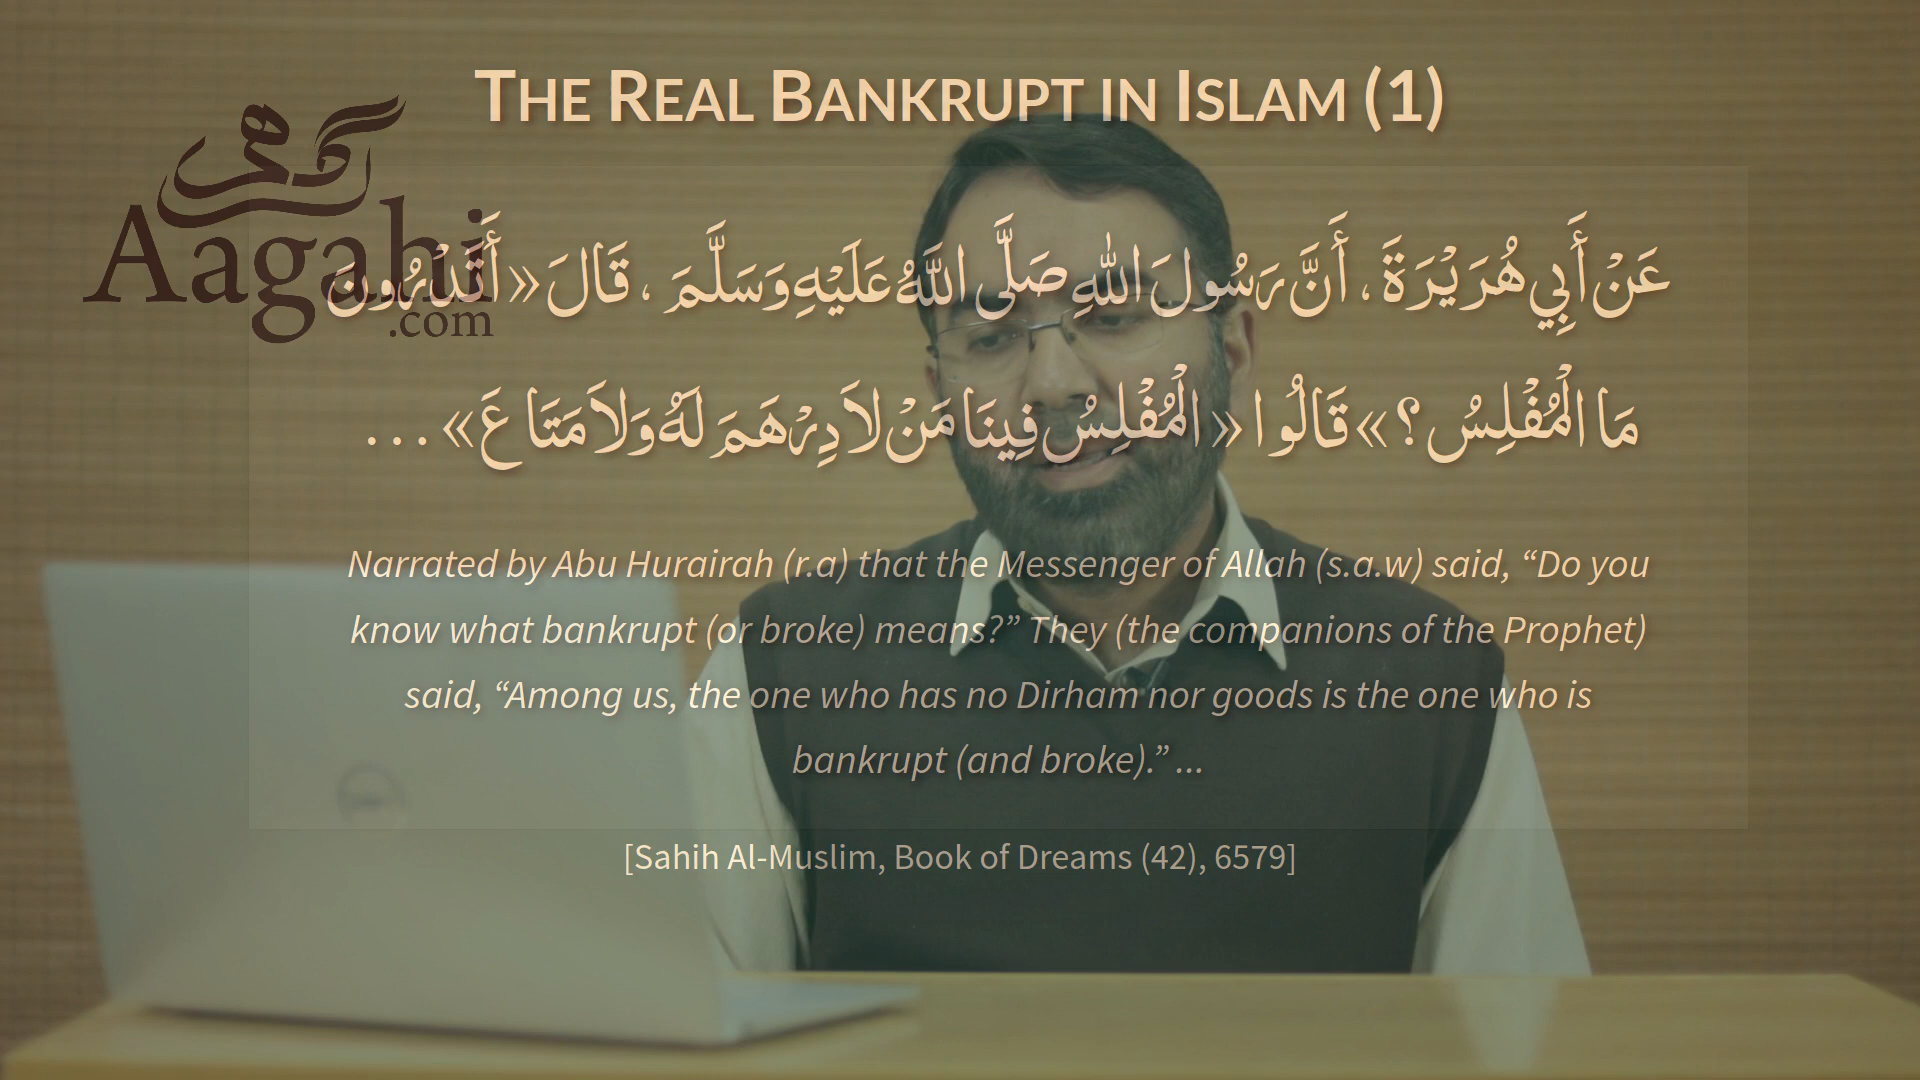 THE REAL BANKRUPT IN ISLAM (1)
آگہی
Aagahi
.com
عَنْ أَبِي هُرَيْرَةَ، أَنَّ رَسُولَ اللَّهِ صَلَّى اللَّهُ عَلَيْهِ وَسَلَّمَ، قَالَ «أَتَدْرُونَ
مَا الْمُفْلِسُ؟» قَالُوا «الْمُفْلِسُ فِينَا مَنْ لاَ دِرْهَمَ لَهُ وَلاَ مَتَاعَ» ...
Narrated by Abu Hurairah (r.a) that the Messenger of Allah (s.a.w) said, “Do you
know what bankrupt (or broke) means?” They (the companions of the Prophet)
said, “Among us, the one who has no Dirham nor goods is the one who is
bankrupt (and broke).” ...
[Sahih Al-Muslim, Book of Dreams (42), 6579]